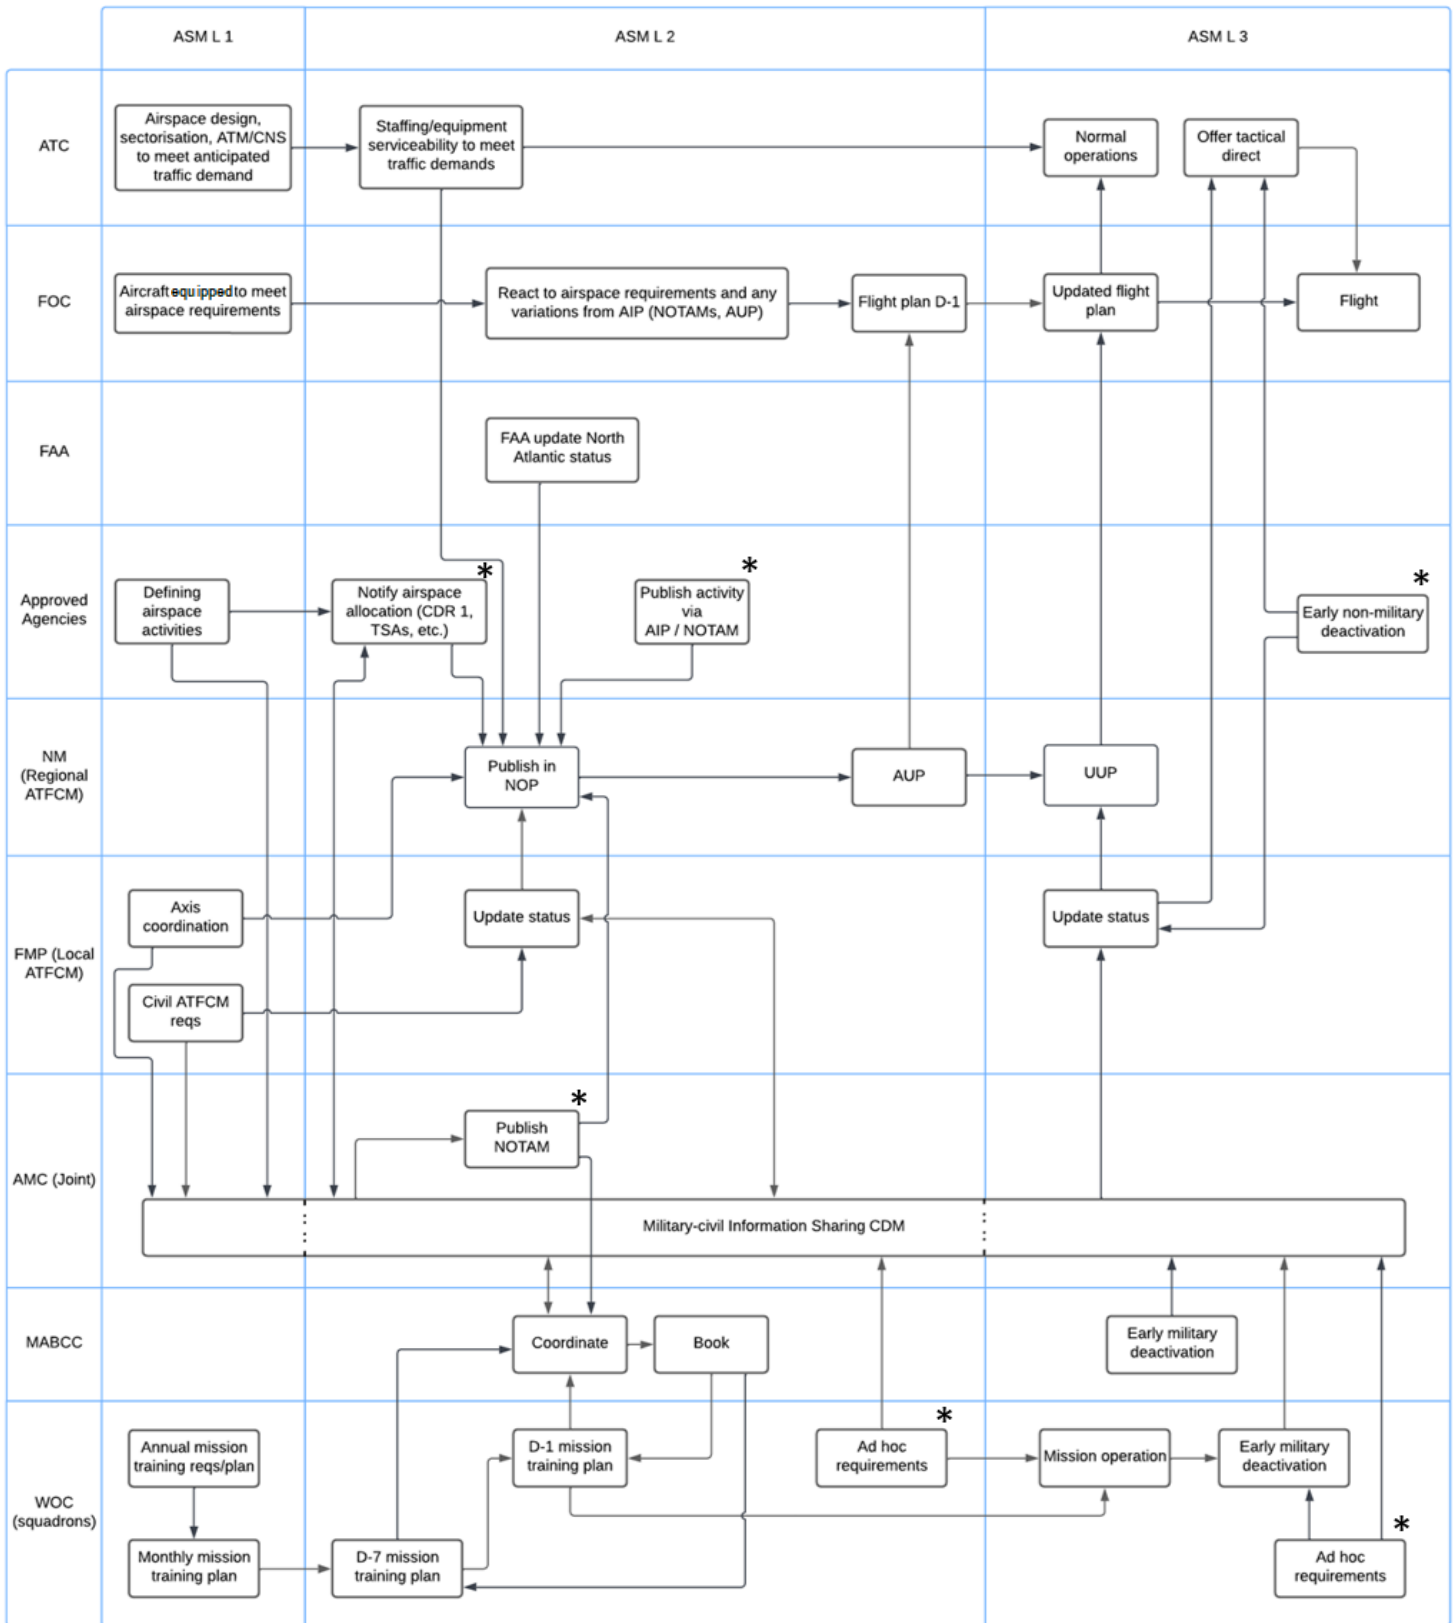 ASM L 1
ASM L 2
ASM L 3
ATC
Airspace design,
sectorisation, ATM/CNS
to meet anticipated
traffic demand
Staffing/equipment
serviceability to meet
traffic demands
Normal
operations
Offer tactical
direct
FOC
Aircraft equipped to meet
airspace requirements
React to airspace requirements and any
variations from AIP (NOTAMs, AUP)
Flight plan D-1
Updated flight
plan
Flight
FAA
FAA update North
Atlantic status
Approved
Agencies
Defining
airspace
activities
Notify airspace
allocation (CDR 1,
TSAs, etc.)
*
Publish activity
via
AIP / NOTAM
*
Early non-military
deactivation
*
NM
(Regional
ATFCM)
Publish in
NOP
AUP
UUP
FMP (Local
ATFCM)
Axis
coordination
Update status
Update status
Civil ATFCM
reqs
AMC (Joint)
Publish
NOTAM
*
Military-civil Information Sharing CDM
MABCC
Coordinate
Book
Early military
deactivation
WOC
(squadrons)
Annual mission
training reqs/plan
D-1 mission
training plan
Ad hoc
requirements
*
Mission operation
Early military
deactivation
Monthly mission
training plan
D-7 mission
training plan
Ad hoc
requirements
*